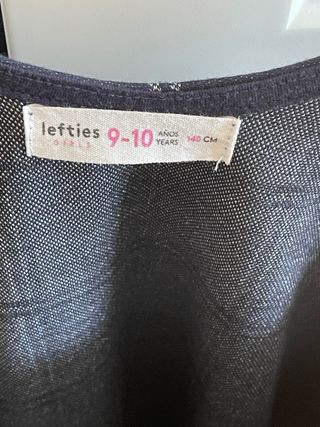 lefties
GIRLS
9-10
AÑOS
YEARS
140 CM